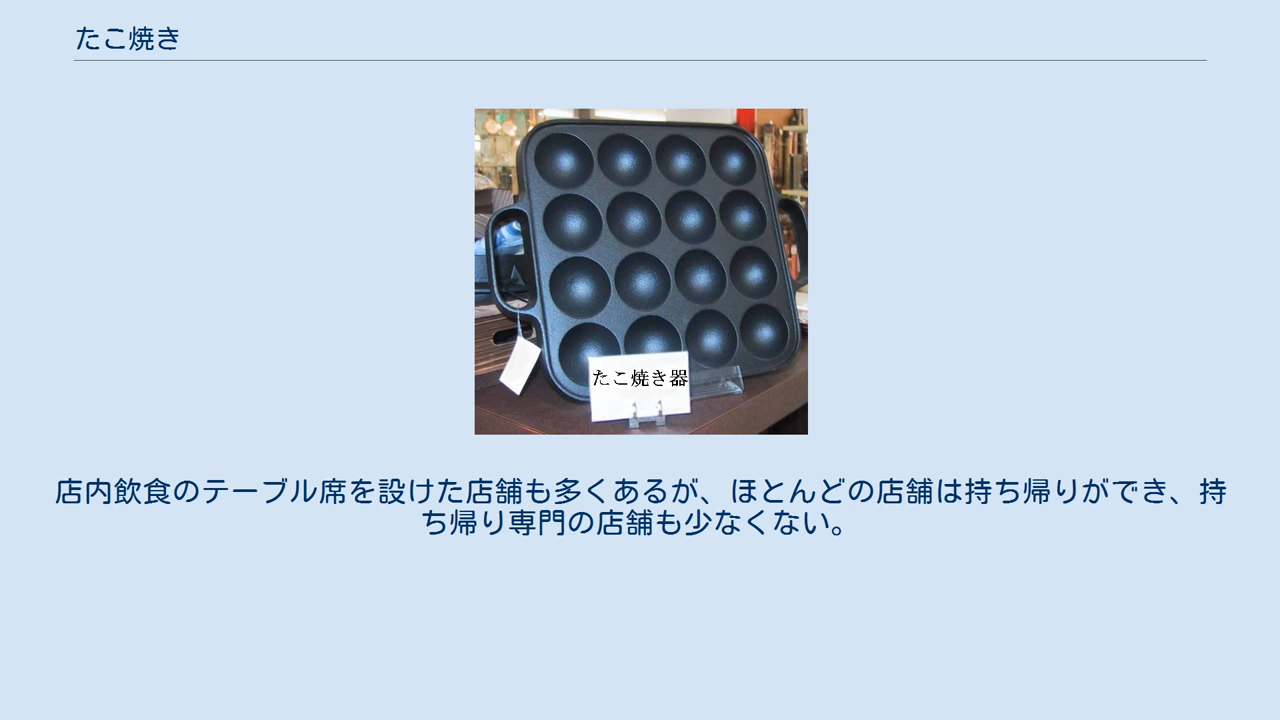 たこ焼き
たこ焼き器
店内飲食のテーブル席を設けた店舗も多くあるが、ほとんどの店舗は持ち帰りができ、持
ち帰り専門の店舗も少なくない。